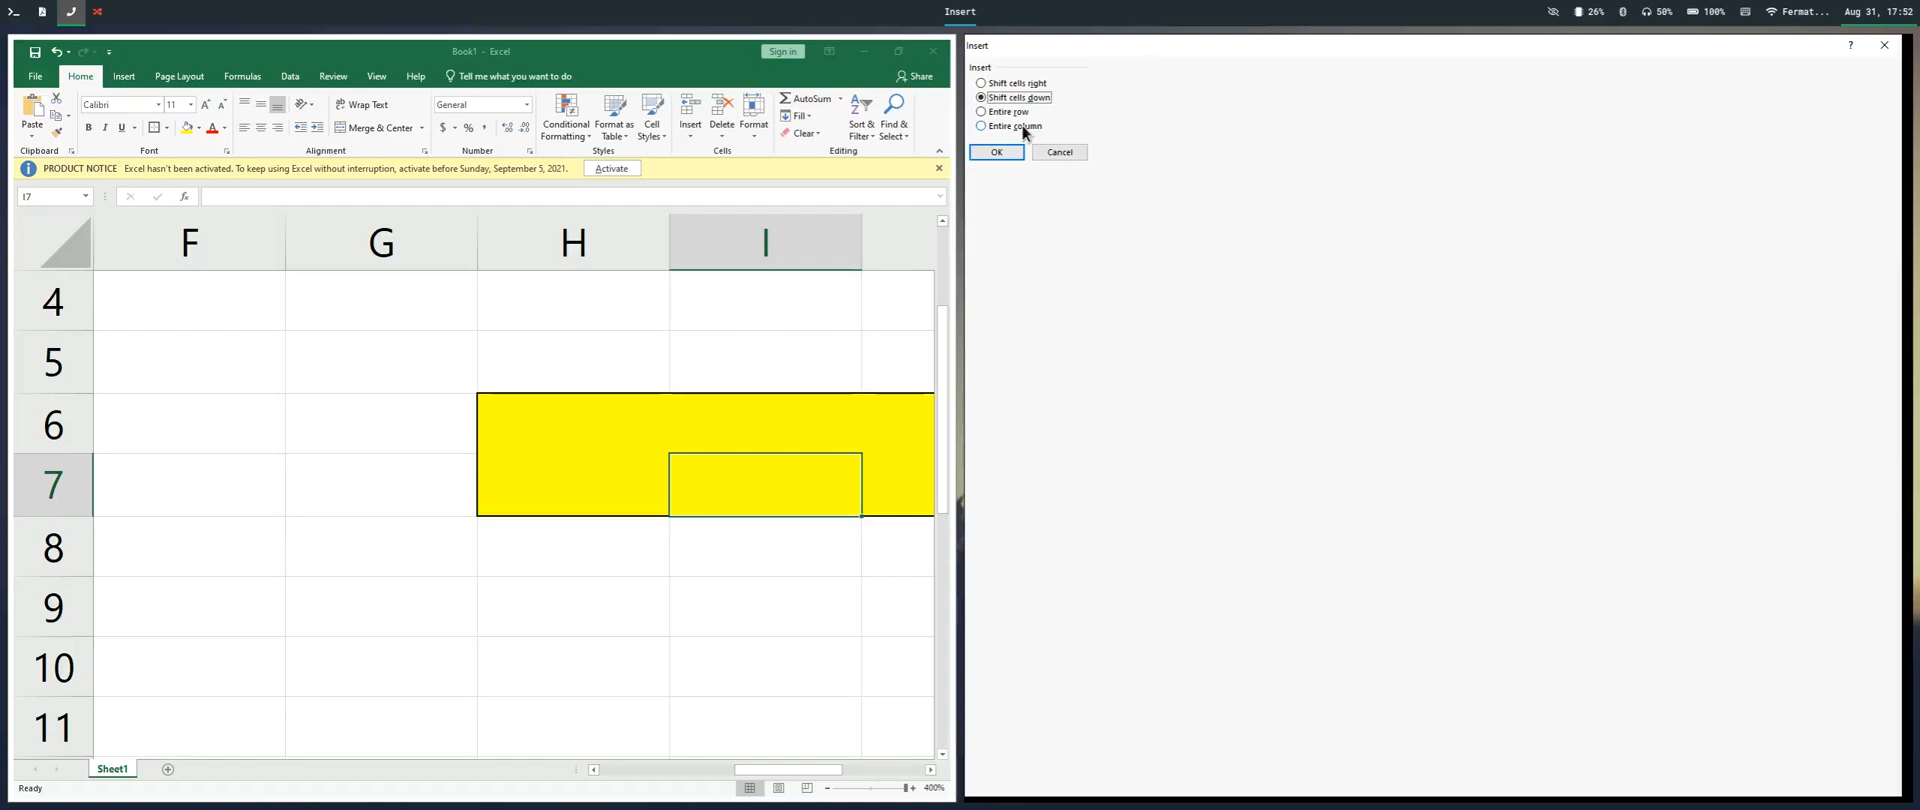 Insert
26%
50%
100%
Fermat...
Aug 31, 17:52
Book1 - Excel
Sign in
File
Home
Insert
Page Layout
Formulas
Data
Review
View
Help
Tell me what you want to do
Share
Paste
Calibri
11
B I U
Wrap Text
Merge & Center
General
$ % ,
Conditional Formatting
Format as Table
Cell Styles
Insert
Delete
Format
AutoSum
Fill
Clear
Sort & Filter
Find & Select
Clipboard
Font
Alignment
Number
Styles
Cells
Editing
PRODUCT NOTICE Excel hasn't been activated. To keep using Excel without interruption, activate before Sunday, September 5, 2021.
Activate
I7
fx
F G H I
4
5
6
7
8
9
10
11
Sheet1
Ready
400%
Insert
?
Insert
Shift cells right
Shift cells down
Entire row
Entire column
OK
Cancel